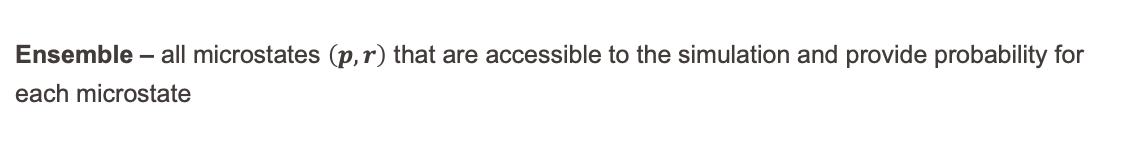 Ensemble – all microstates (p,r) that are accessible to the simulation and provide probability for
each microstate